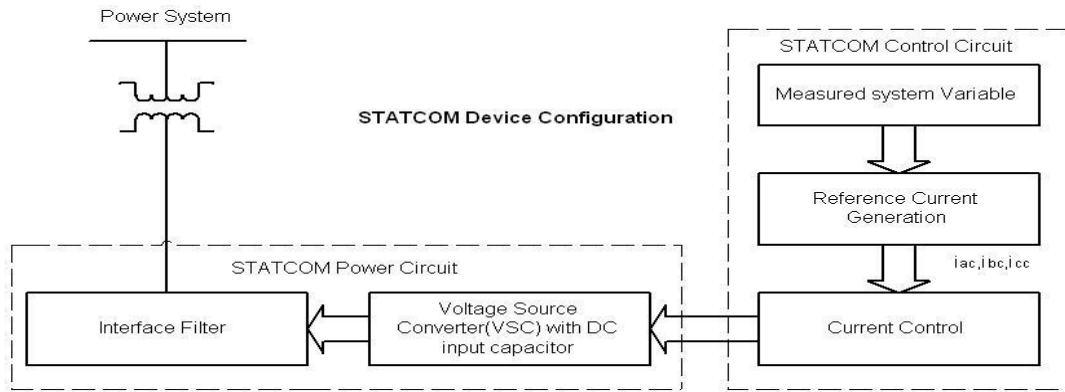 Power System
STATCOM Control Circuit
Measured system Variable
STATCOM Device Configuration
Reference Current
Generation
iac,ibc,icc
STATCOM Power Circuit
Interface Filter
Voltage Source
Converter(VSC) with DC
input capacitor
Current Control